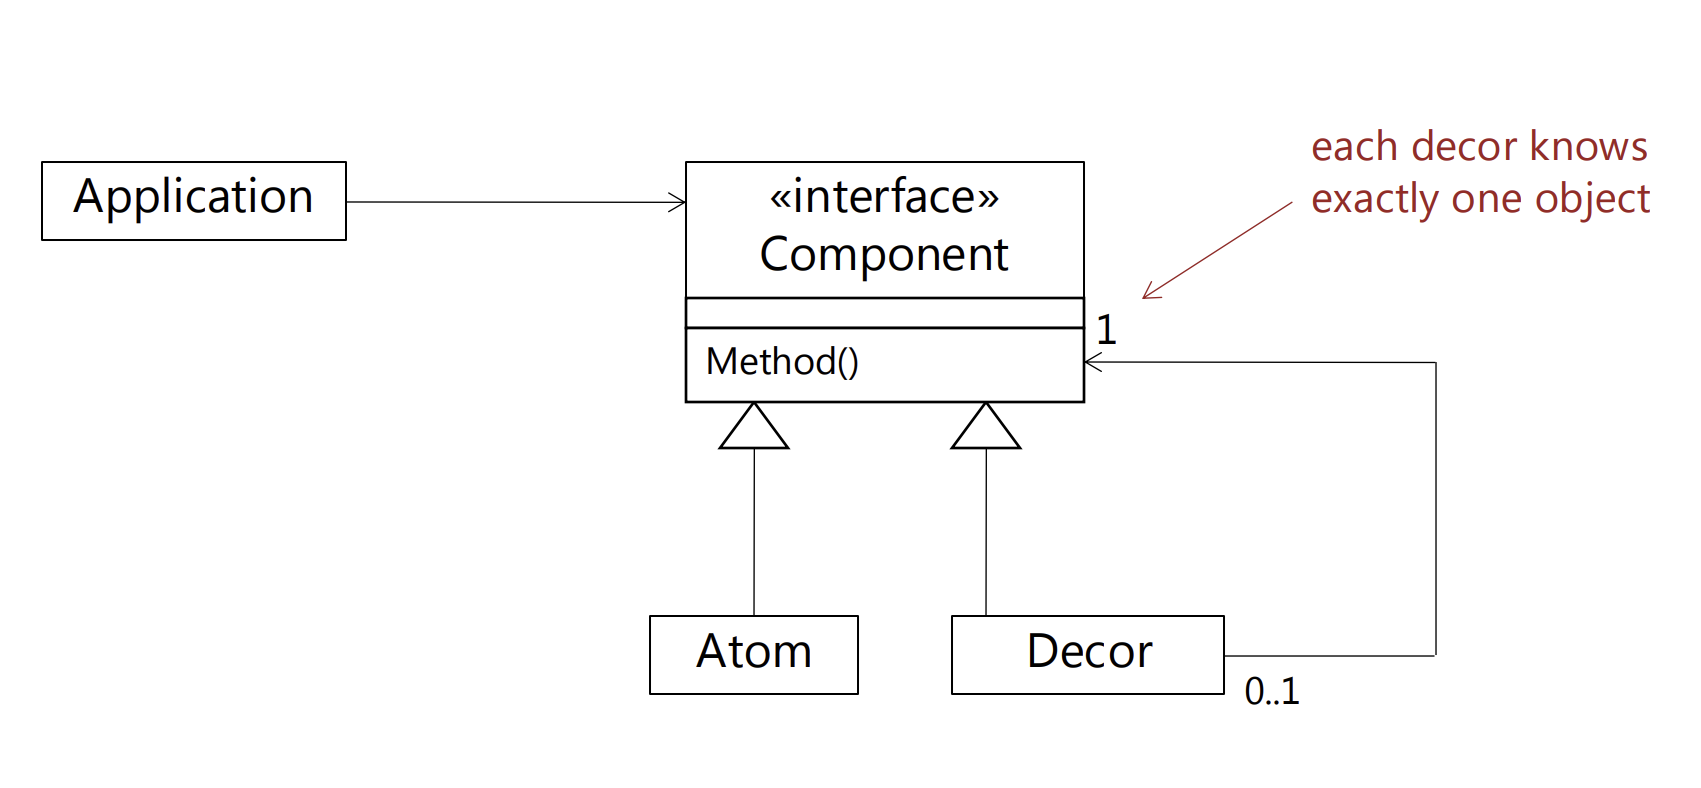 Application
«interface»
Component
Method()
each decor knows
exactly one object
1
Atom
Decor
0..1